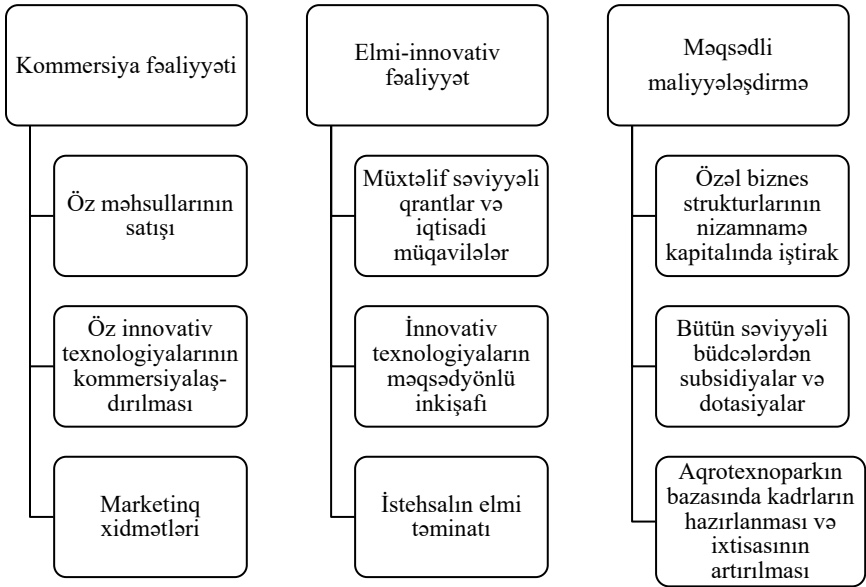 Kommersiya fəaliyyəti
Öz məhsullarının
satışı
Öz innovativ
texnologiyalarının
kommersiyalaş-
dırılması
Marketinq
xidmətləri
Elmi-innovativ
fəaliyyət
Müxtəlif səviyyəli
qrantlar və
iqtisadi
müqavilələr
İnnovativ
texnologiyaların
məqsədyönlü
inkişafı
İstehsalın elmi
təminatı
Məqsədli
maliyyələşdirmə
Özəl biznes
strukturlarının
nizamnamə
kapitalında iştirak
Bütün səviyyəli
büdcələrdən
subsidiyalar və
dotasiyalar
Aqrotexnoparkın
bazasında kadrların
hazırlanması və
ixtisasının
artırılması